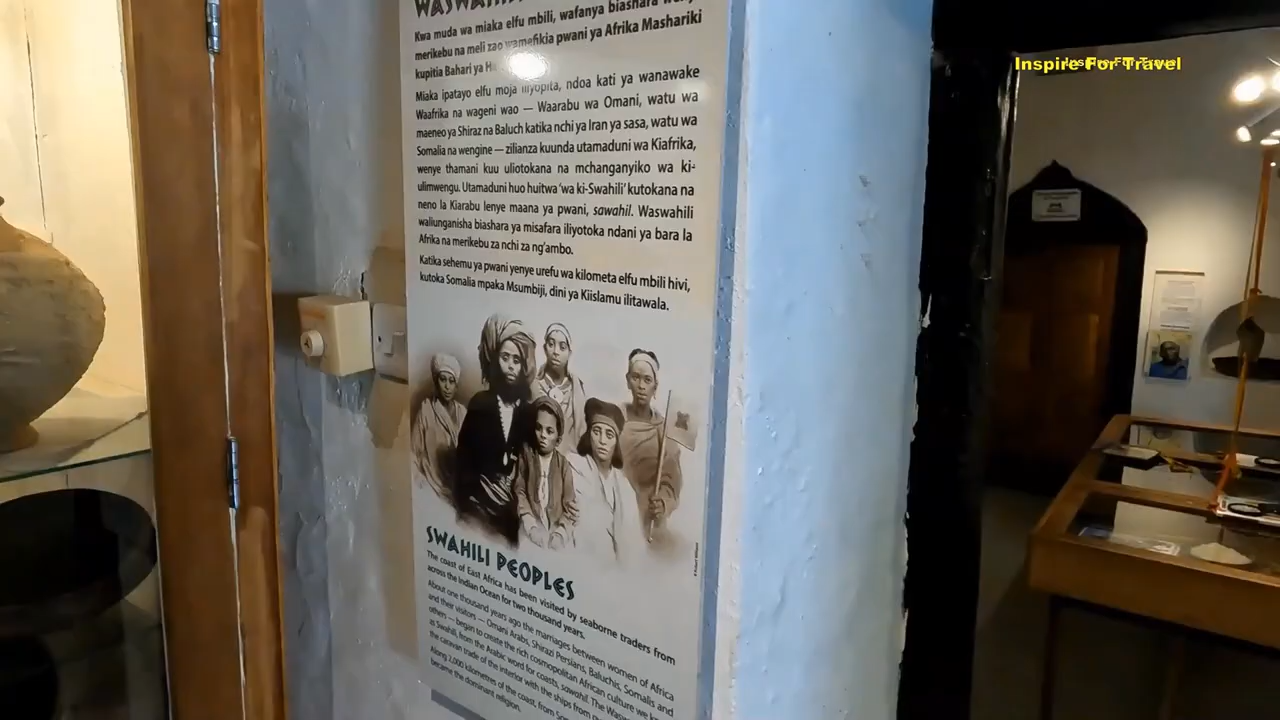 Inspire For Travel
Kwa muda wa miaka elfu mbili, wafanya biashara
merikebu na meli zao wamefikia pwani ya Afrika Mashariki
kupitia Bahari ya
Miaka ipatayo elfu moja iliyopita, ndoa kati ya wanawake
Waafrika na wageni wao — Waarabu wa Omani, watu wa
maeneo ya Shiraz na Baluch katika nchi ya Iran ya sasa, watu wa
Somalia na wengine — zilianza kuunda utamaduni wa Kiafrika,
wenye thamani kuu uliotokana na mchanganyiko wa ki-
ulimwengu. Utamaduni huo huitwa ‘wa ki-Swahili’ kutokana na
neno la Kiarabu lenye maana ya pwani, sawahil. Waswahili
waliunganisha biashara ya misafara iliyotoka ndani ya bara la
Afrika na merikebu za nchi za ng'ambo.
Katika sehemu ya pwani yenye urefu wa kilometa elfu mbili hivi,
kutoka Somalia mpaka Msumbiji, dini ya Kiislamu ilitawala.
SWAHILI PEOPLES
The coast of East Africa has been visited by seaborne traders from
across the Indian Ocean for two thousand years.
About one thousand years ago the marriages between women of Africa
and their visitors — Omani Arabs, Shirazi Persians, Baluchis, Somalis and
others — began to create the rich cosmopolitan African culture we
as Swahili, from the Arabic word for coasts, sawahil. The
the caravan trade of the interior with the ships from
Along 2,000 kilometres of the coast, from
became the dominant religion.